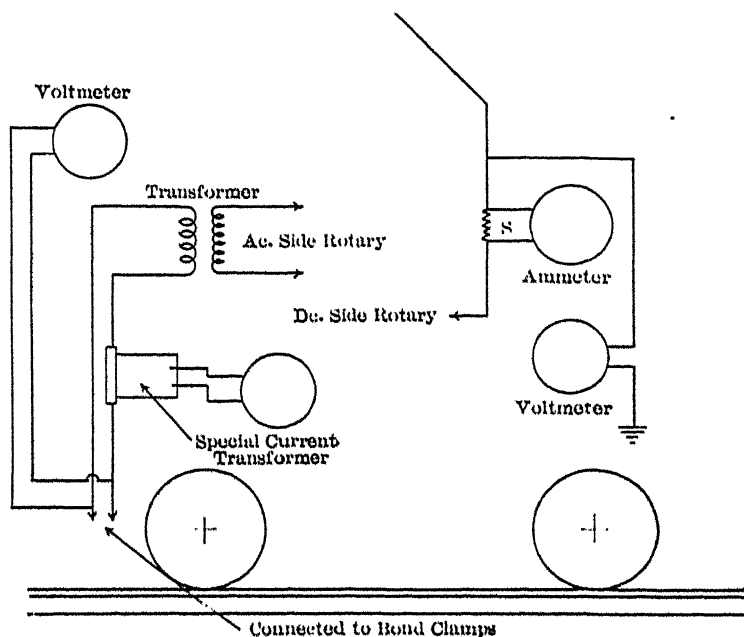 Voltmeter
Transformer
Ac. Side Rotary
S
Ammeter
Dc. Side Rotary
Voltmeter
Special Current
Transformer
Connected to Bond Clamps